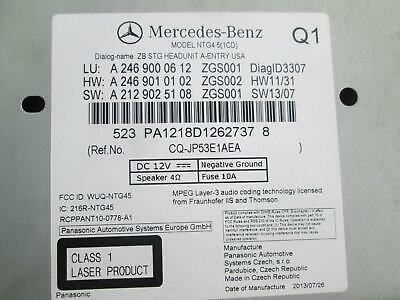 Mercedes-Benz
MODEL NTG4.5(1CD)
Q1
Dialog-name: ZB STG HEADUNIT A-ENTRY USA
LU: A 246 900 06 12 ZGS001 DiagID3307
HW: A 246 901 01 02 ZGS002 HW11/31
SW: A 212 902 51 08 ZGS001 SW13/07
523 PA1218D1262737 8
(Ref.No. CQ-JP53E1AEA )
DC 12V Negative Ground
Speaker 4Ω Fuse 10A
FCC ID: WUQ-NTG45
IC: 216R-NTG45
RCPPANT10-0778-A1
Panasonic Automotive Systems Europe GmbH
MPEG Layer-3 audio coding technology licensed
from Fraunhofer IIS and Thomson
CLASS 1
LASER PRODUCT
Panasonic
Panasonic Automotive
Systems Czech, s.r.o.
Pardubice, Czech Republic
Made in Czech Republic
2013/07/26